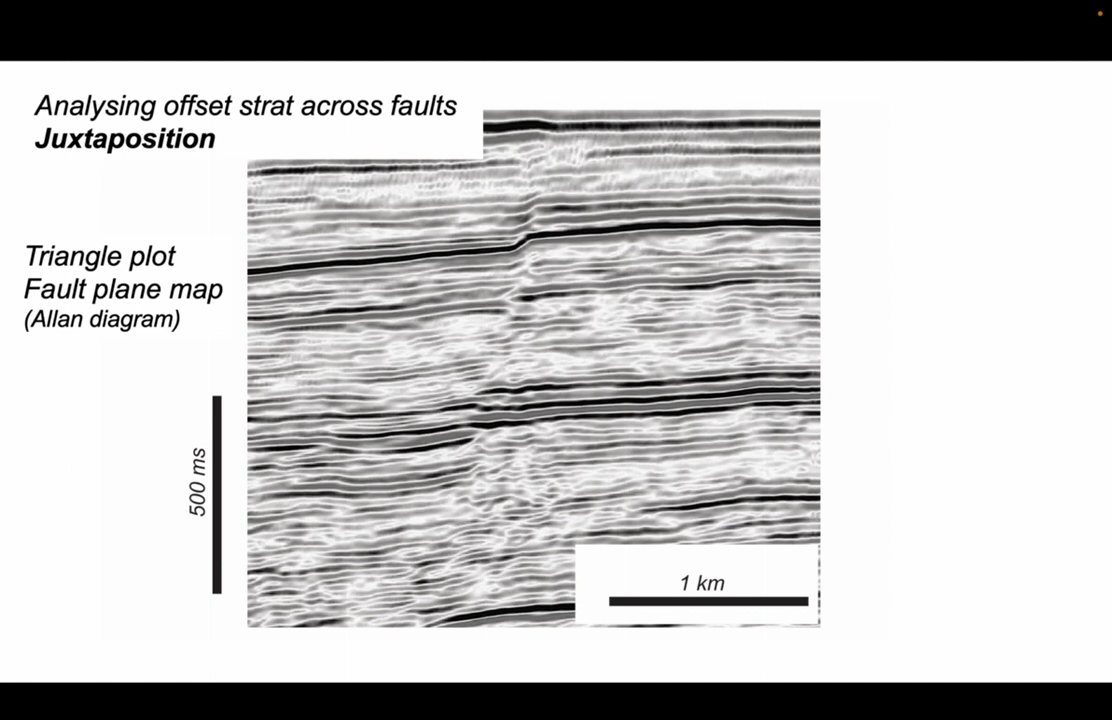 Analysing offset strat across faults
Juxtaposition
Triangle plot
Fault plane map
(Allan diagram)
500 ms
1 km